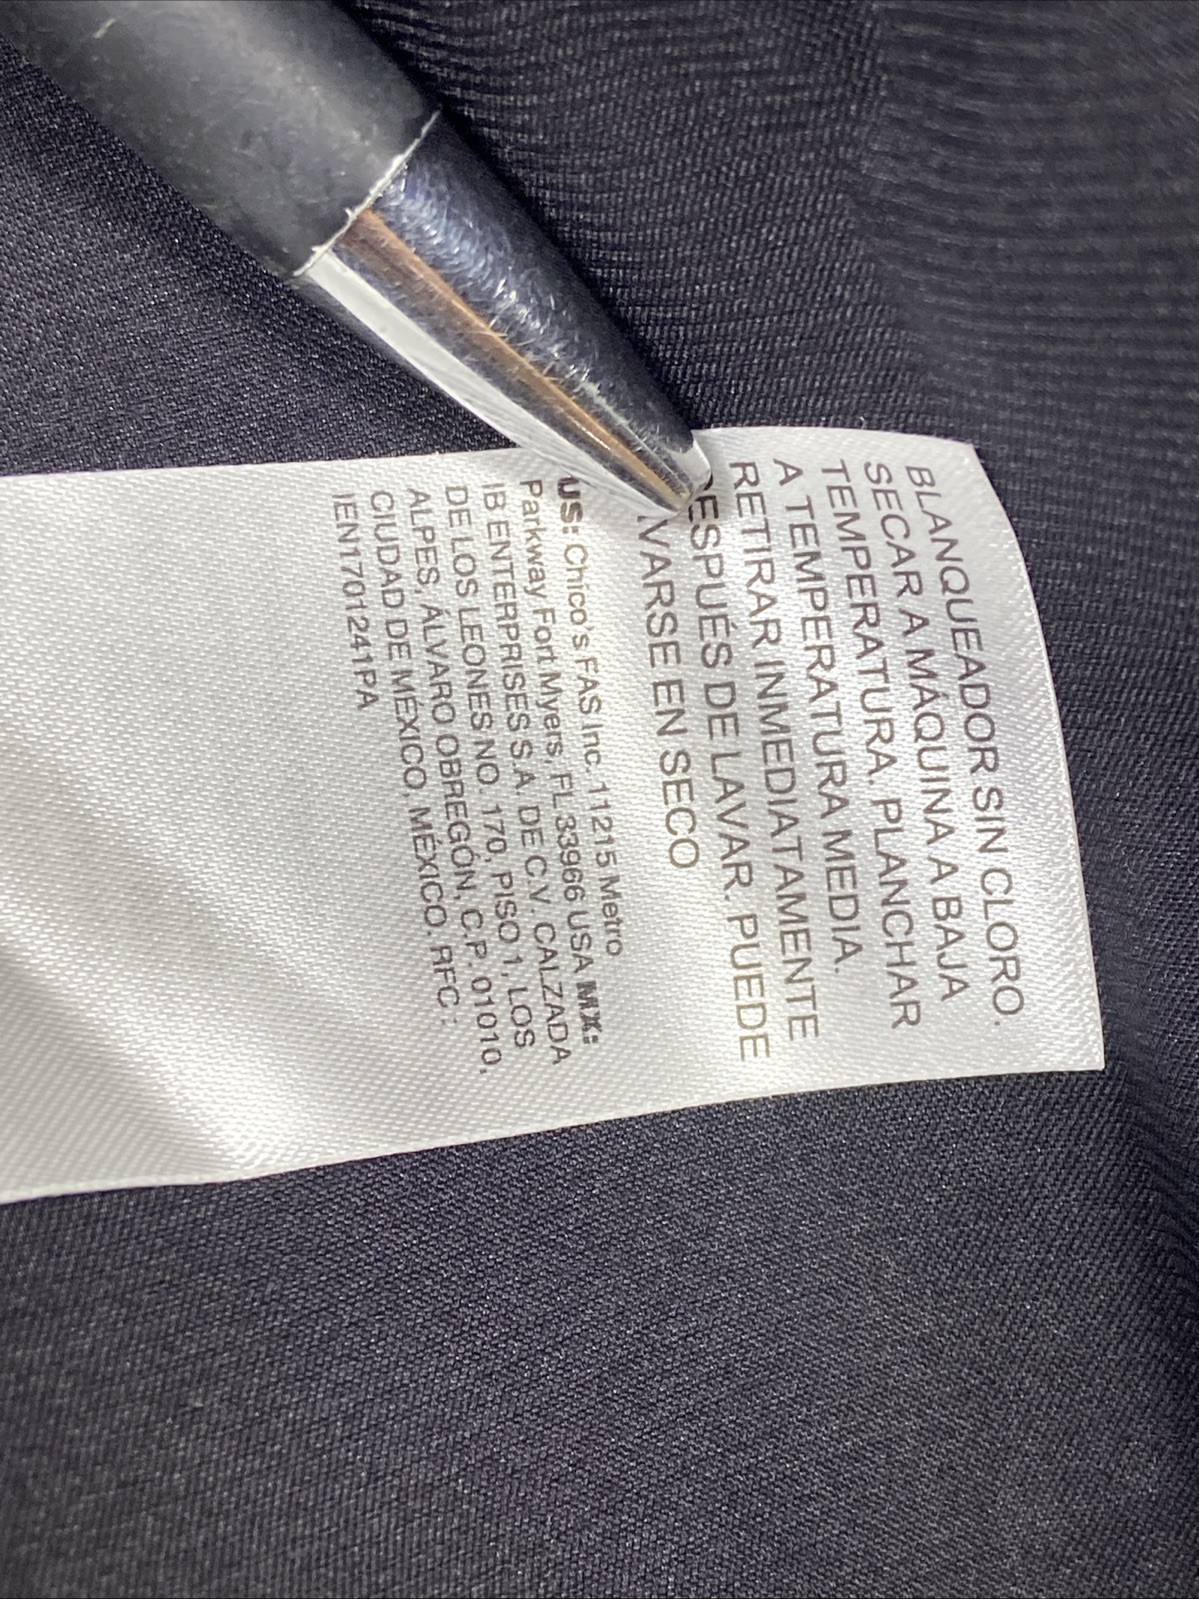 BLANQUEADOR SIN CLORO.
SECAR A MÁQUINA A BAJA
TEMPERATURA. PLANCHAR
A TEMPERATURA MEDIA.
RETIRAR INMEDIATAMENTE
DESPUÉS DE LAVAR. PUEDE
VARSE EN SECO
US: Chico's FAS Inc. 11215 Metro
Parkway Fort Myers, FL 33966 USA MX:
IB ENTERPRISES S.A. DE C.V. CALZADA
DE LOS LEONES NO. 170, PISO 1, LOS
ALPES, ÁLVARO OBREGÓN, C.P. 01010,
CIUDAD DE MÉXICO, MÉXICO. RFC :
IEN1701241PA